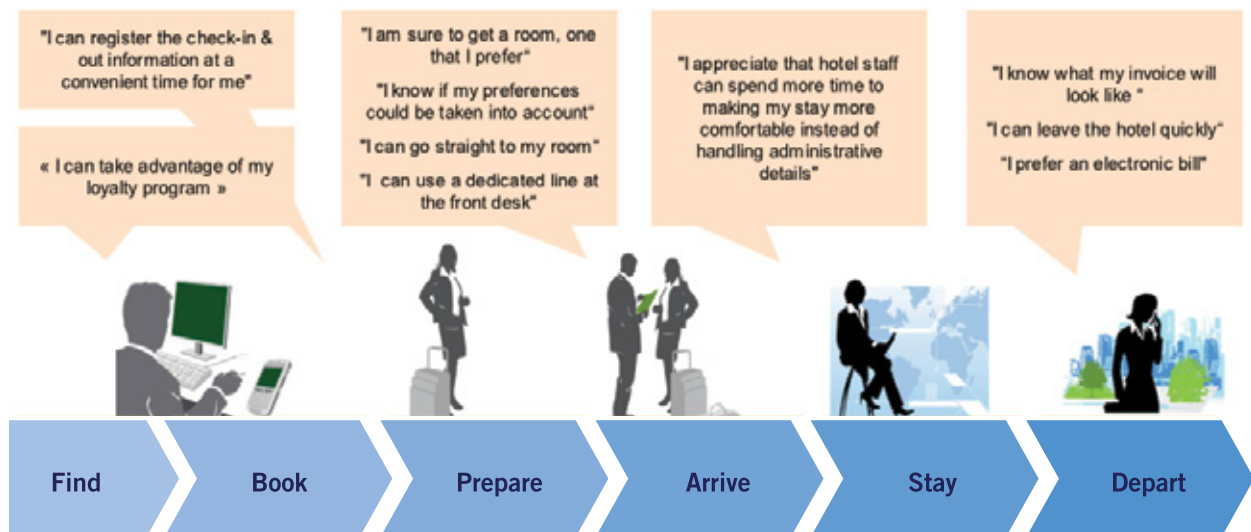 "I can register the check-in &
out information at a
convenient time for me"
« I can take advantage of my
loyalty program »
"I am sure to get a room, one
that I prefer“
"I know if my preferences
could be taken into account“
"I can go straight to my room“
"I can use a dedicated line at
the front desk"
"I appreciate that hotel staff
can spend more time to
making my stay more
comfortable instead of
handling administrative
details"
"I know what my invoice will
look like “
"I can leave the hotel quickly“
“I prefer an electronic bill"
Find
Book
Prepare
Arrive
Stay
Depart